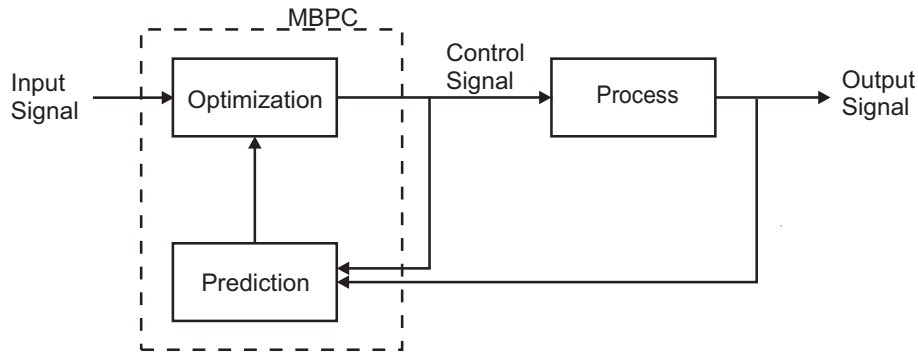 MBPC
Input
Signal
Optimization
Control
Signal
Process
Output
Signal
Prediction